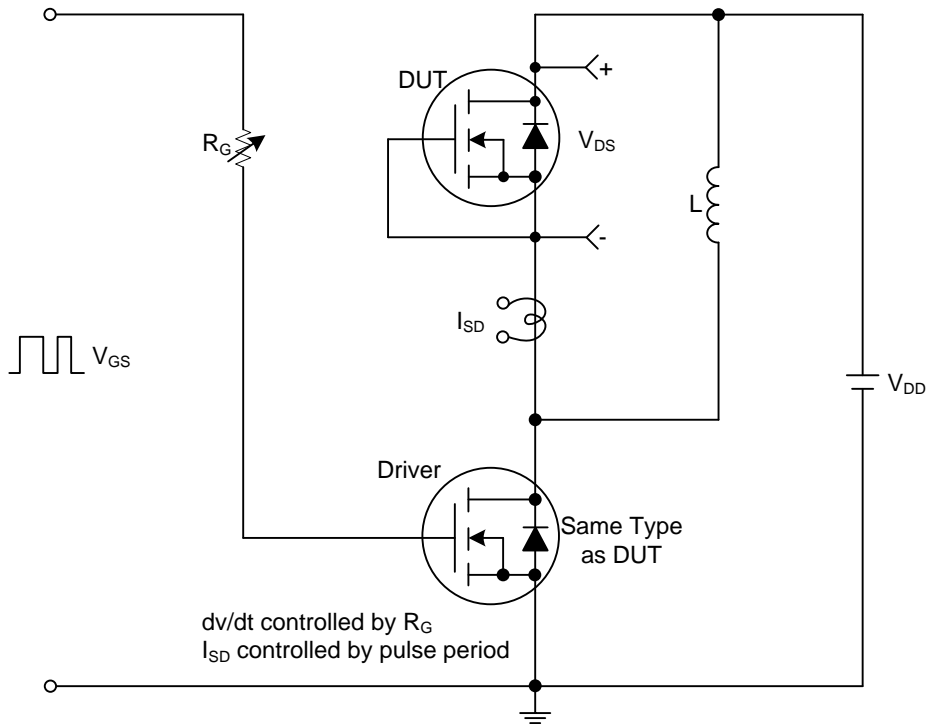 DUT
+
R_G
V_DS
L
-
I_SD
V_GS
V_DD
Driver
Same Type
as DUT
dv/dt controlled by R_G
I_SD controlled by pulse period